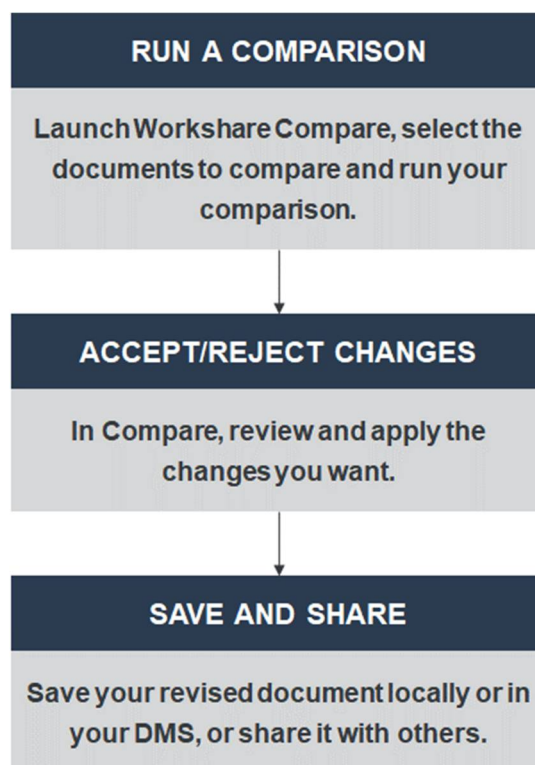 RUN A COMPARISON
Launch Workshare Compare, select the
documents to compare and run your
comparison.
ACCEPT/REJECT CHANGES
In Compare, review and apply the
changes you want.
SAVE AND SHARE
Save your revised document locally or in
your DMS, or share it with others.